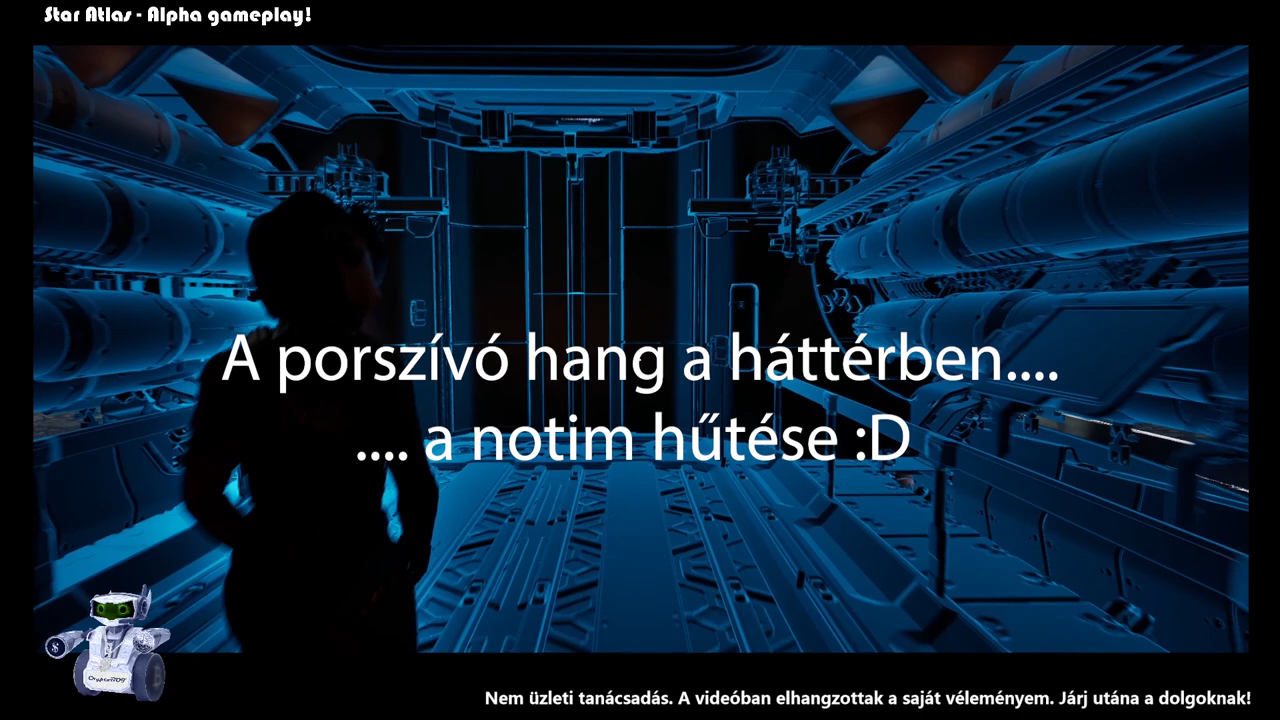 Star Atlas - Alpha gameplay!
A porszívó hang a háttérben....
.... a notim hűtése :D
Nem üzleti tanácsadás. A videóban elhangzottak a saját véleményem. Járj utána a dolgoknak!